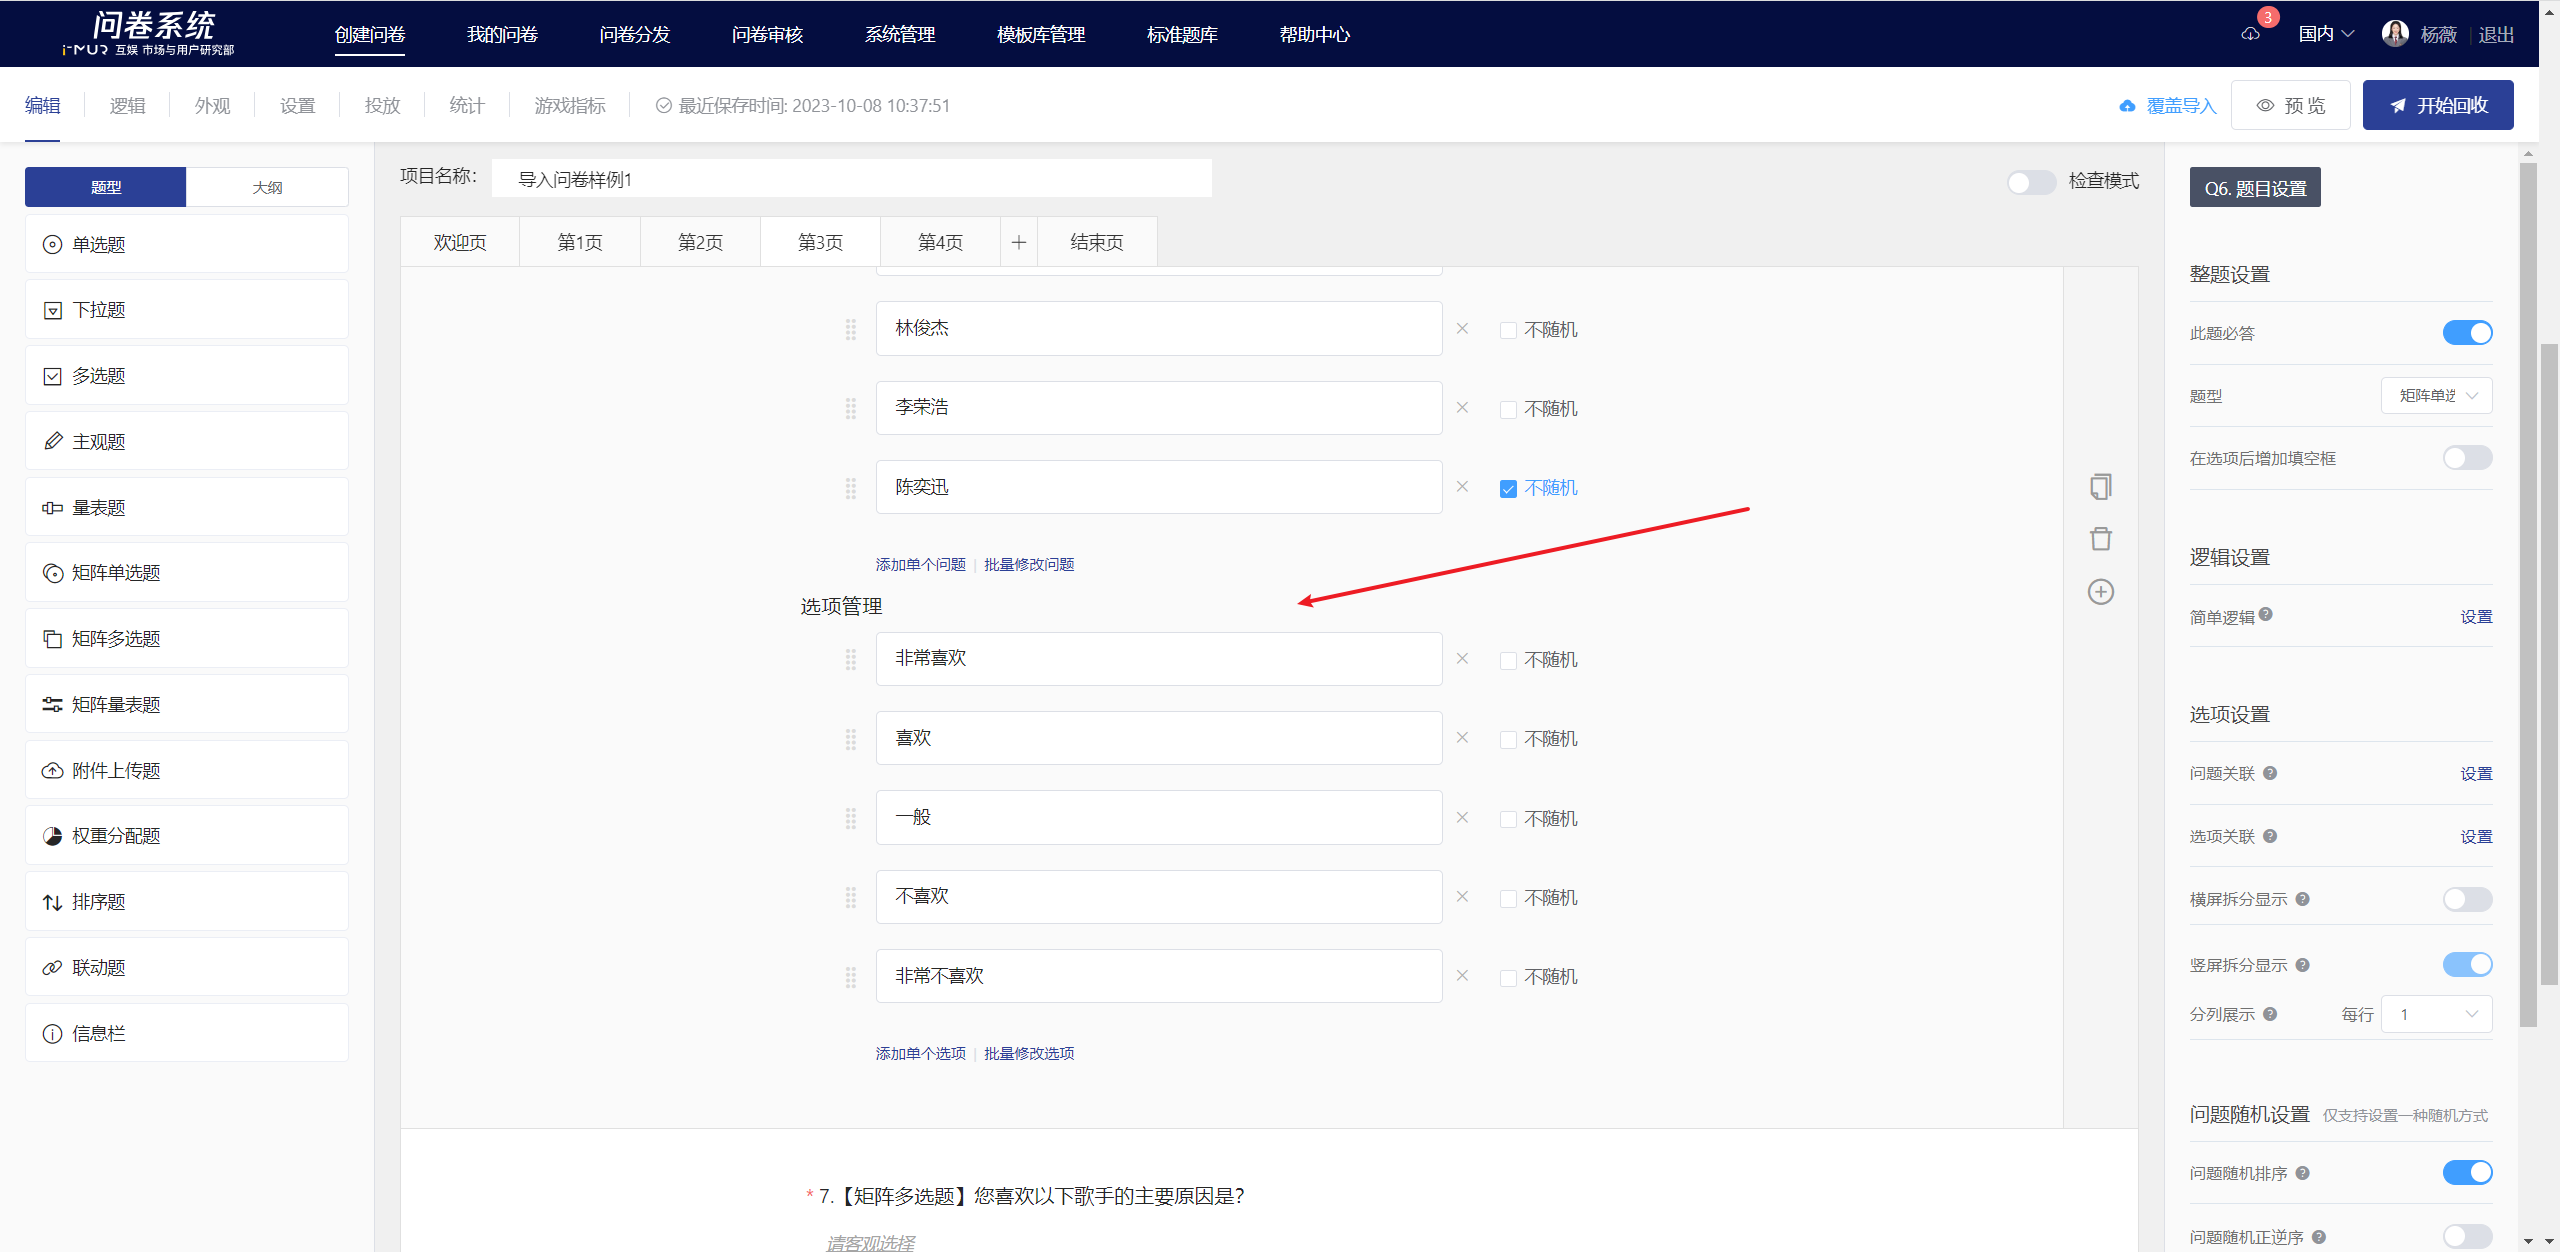 问卷系统
i-MUR 互娱 市场与用户研究部
创建问卷 我的问卷 问卷分发 问卷审核 系统管理 模板库管理 标准题库 帮助中心
3
国内 杨薇 退出
编辑 逻辑 外观 设置 投放 统计 游戏指标 最近保存时间: 2023-10-08 10:37:51
覆盖导入 预 览 开始回收
题型 大纲
单选题
下拉题
多选题
主观题
量表题
矩阵单选题
矩阵多选题
矩阵量表题
附件上传题
权重分配题
排序题
联动题
信息栏
项目名称: 导入问卷样例1
检查模式
欢迎页 第1页 第2页 第3页 第4页 + 结束页
林俊杰 不随机
李荣浩 不随机
陈奕迅 不随机
添加单个问题 | 批量修改问题
选项管理
非常喜欢 不随机
喜欢 不随机
一般 不随机
不喜欢 不随机
非常不喜欢 不随机
添加单个选项 | 批量修改选项
* 7.【矩阵多选题】您喜欢以下歌手的主要原因是?
请客观选择
Q6. 题目设置
整题设置
此题必答
题型 矩阵单选
在选项后增加填空框
逻辑设置
简单逻辑 设置
选项设置
问题关联 设置
选项关联 设置
横屏拆分显示
竖屏拆分显示
分列展示 每行 1
问题随机设置 仅支持设置一种随机方式
问题随机排序
问题随机正逆序